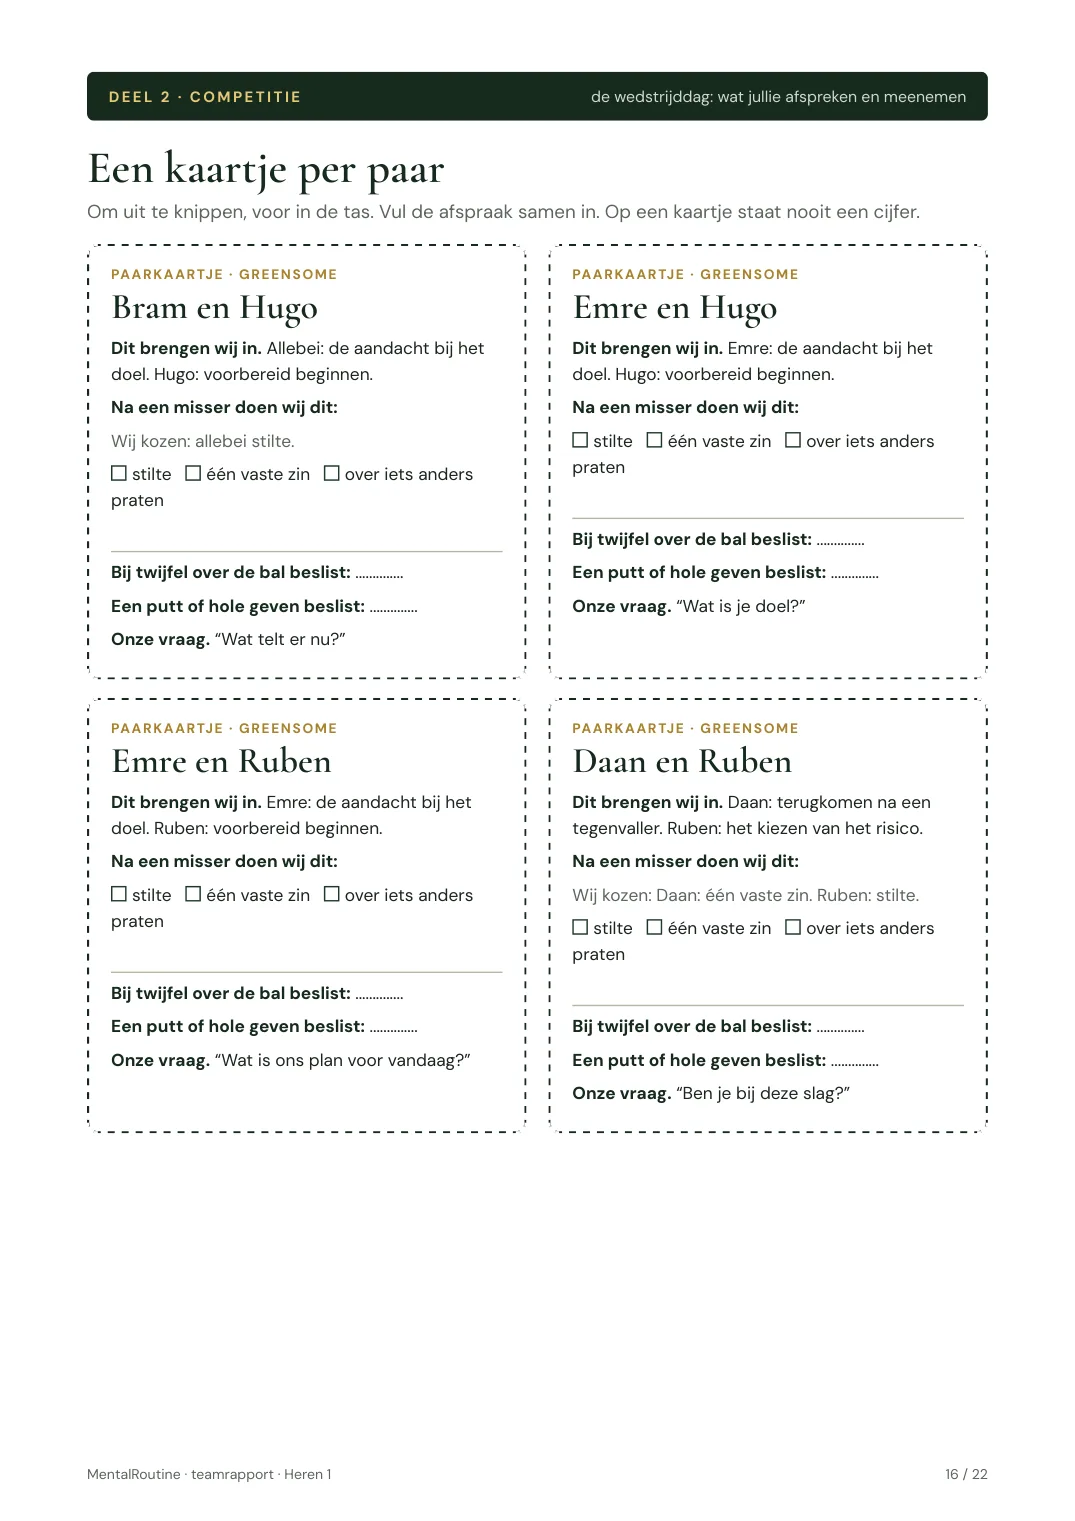 DEEL 2 · COMPETITIE
de wedstrijddag: wat jullie afspreken en meenemen
Een kaartje per paar
Om uit te knippen, voor in de tas. Vul de afspraak samen in. Op een kaartje staat nooit een cijfer.
PAARKAARTJE · GREENSOME
Bram en Hugo
Dit brengen wij in. Allebei: de aandacht bij het
doel. Hugo: voorbereid beginnen.
Na een misser doen wij dit:
Wij kozen: allebei stilte.
☐ stilte ☐ één vaste zin ☐ over iets anders
praten
Bij twijfel over de bal beslist: ..............
Een putt of hole geven beslist: ..............
Onze vraag. “Wat telt er nu?”
PAARKAARTJE · GREENSOME
Emre en Hugo
Dit brengen wij in. Emre: de aandacht bij het
doel. Hugo: voorbereid beginnen.
Na een misser doen wij dit:
☐ stilte ☐ één vaste zin ☐ over iets anders
praten
Bij twijfel over de bal beslist: ..............
Een putt of hole geven beslist: ..............
Onze vraag. “Wat is je doel?”
PAARKAARTJE · GREENSOME
Emre en Ruben
Dit brengen wij in. Emre: de aandacht bij het
doel. Ruben: voorbereid beginnen.
Na een misser doen wij dit:
☐ stilte ☐ één vaste zin ☐ over iets anders
praten
Bij twijfel over de bal beslist: ..............
Een putt of hole geven beslist: ..............
Onze vraag. “Wat is ons plan voor vandaag?”
PAARKAARTJE · GREENSOME
Daan en Ruben
Dit brengen wij in. Daan: terugkomen na een
tegenvaller. Ruben: het kiezen van het risico.
Na een misser doen wij dit:
Wij kozen: Daan: één vaste zin. Ruben: stilte.
☐ stilte ☐ één vaste zin ☐ over iets anders
praten
Bij twijfel over de bal beslist: ..............
Een putt of hole geven beslist: ..............
Onze vraag. “Ben je bij deze slag?”
MentalRoutine · teamrapport · Heren 1
16 / 22